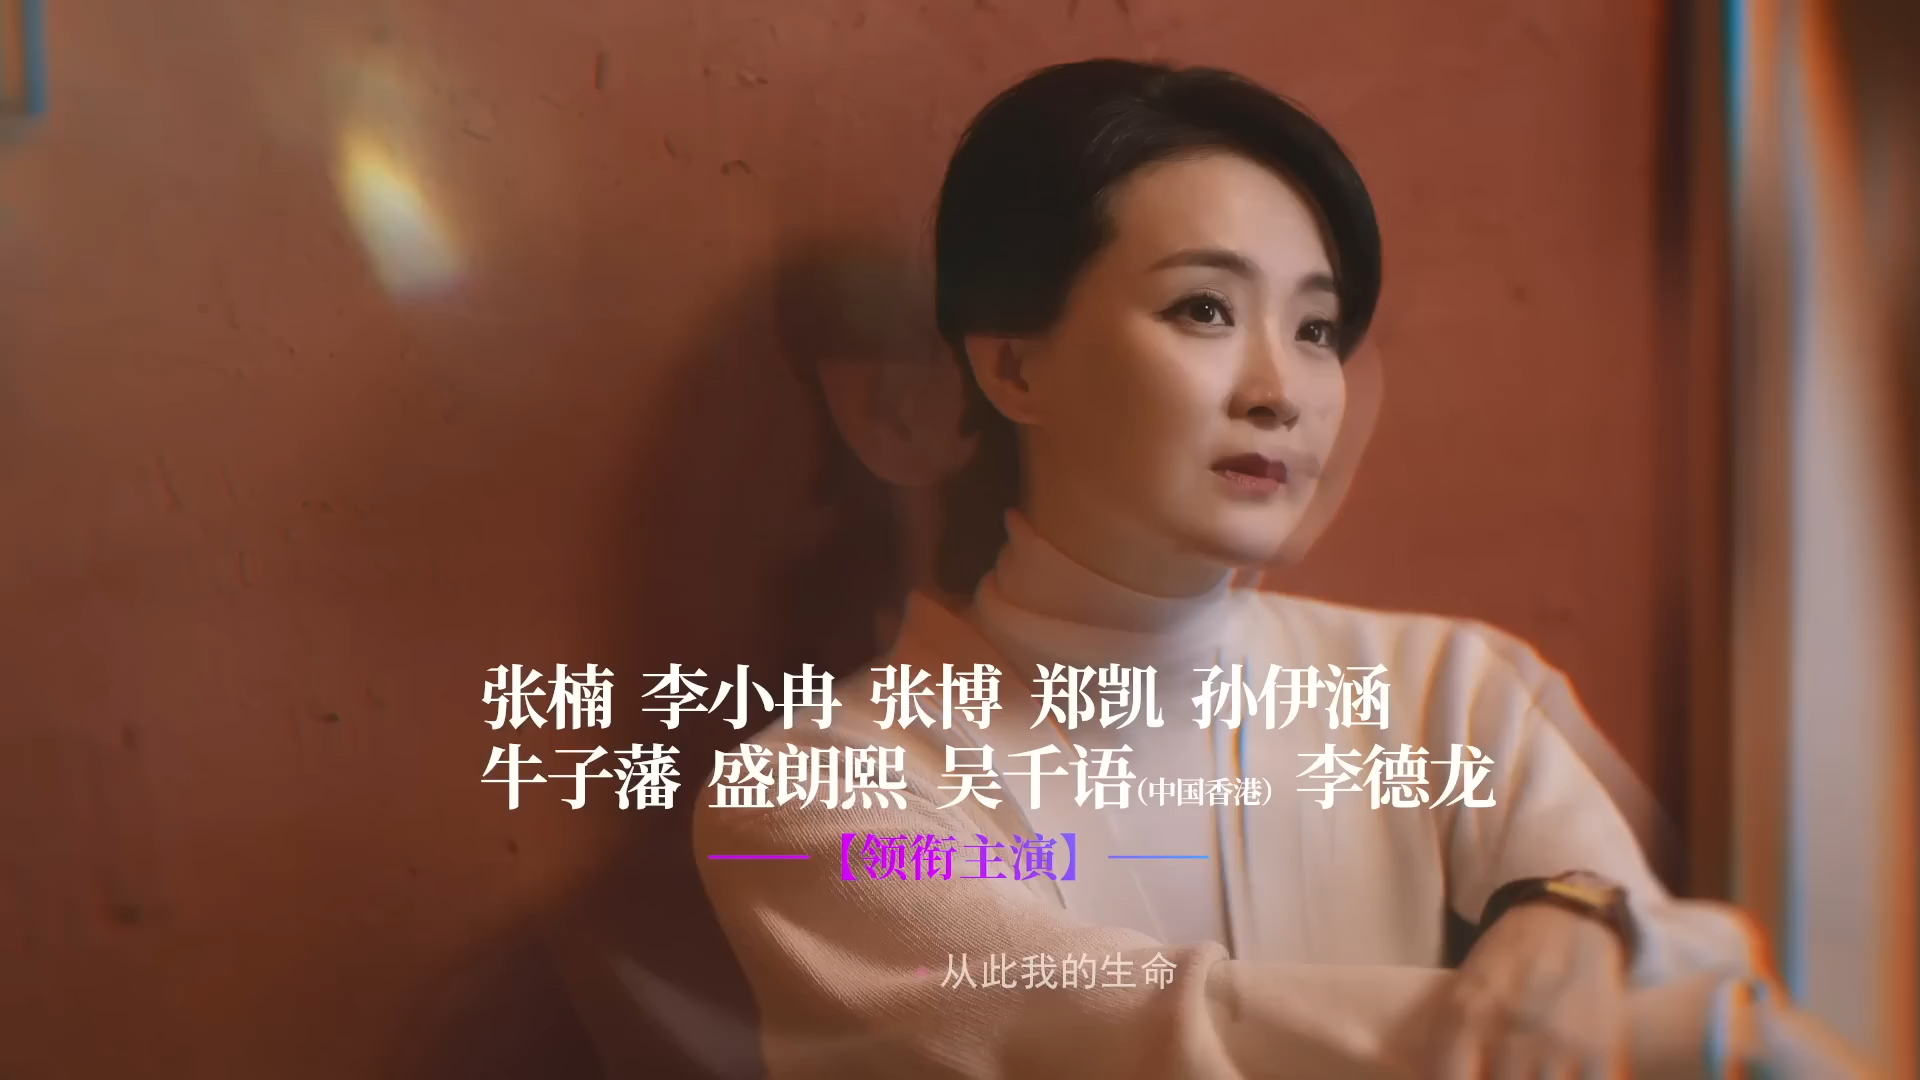 张楠 李小冉 张博 郑凯 孙伊涵
牛子藩 盛朗熙 吴千语(中国香港) 李德龙
【领衔主演】
从此我的生命